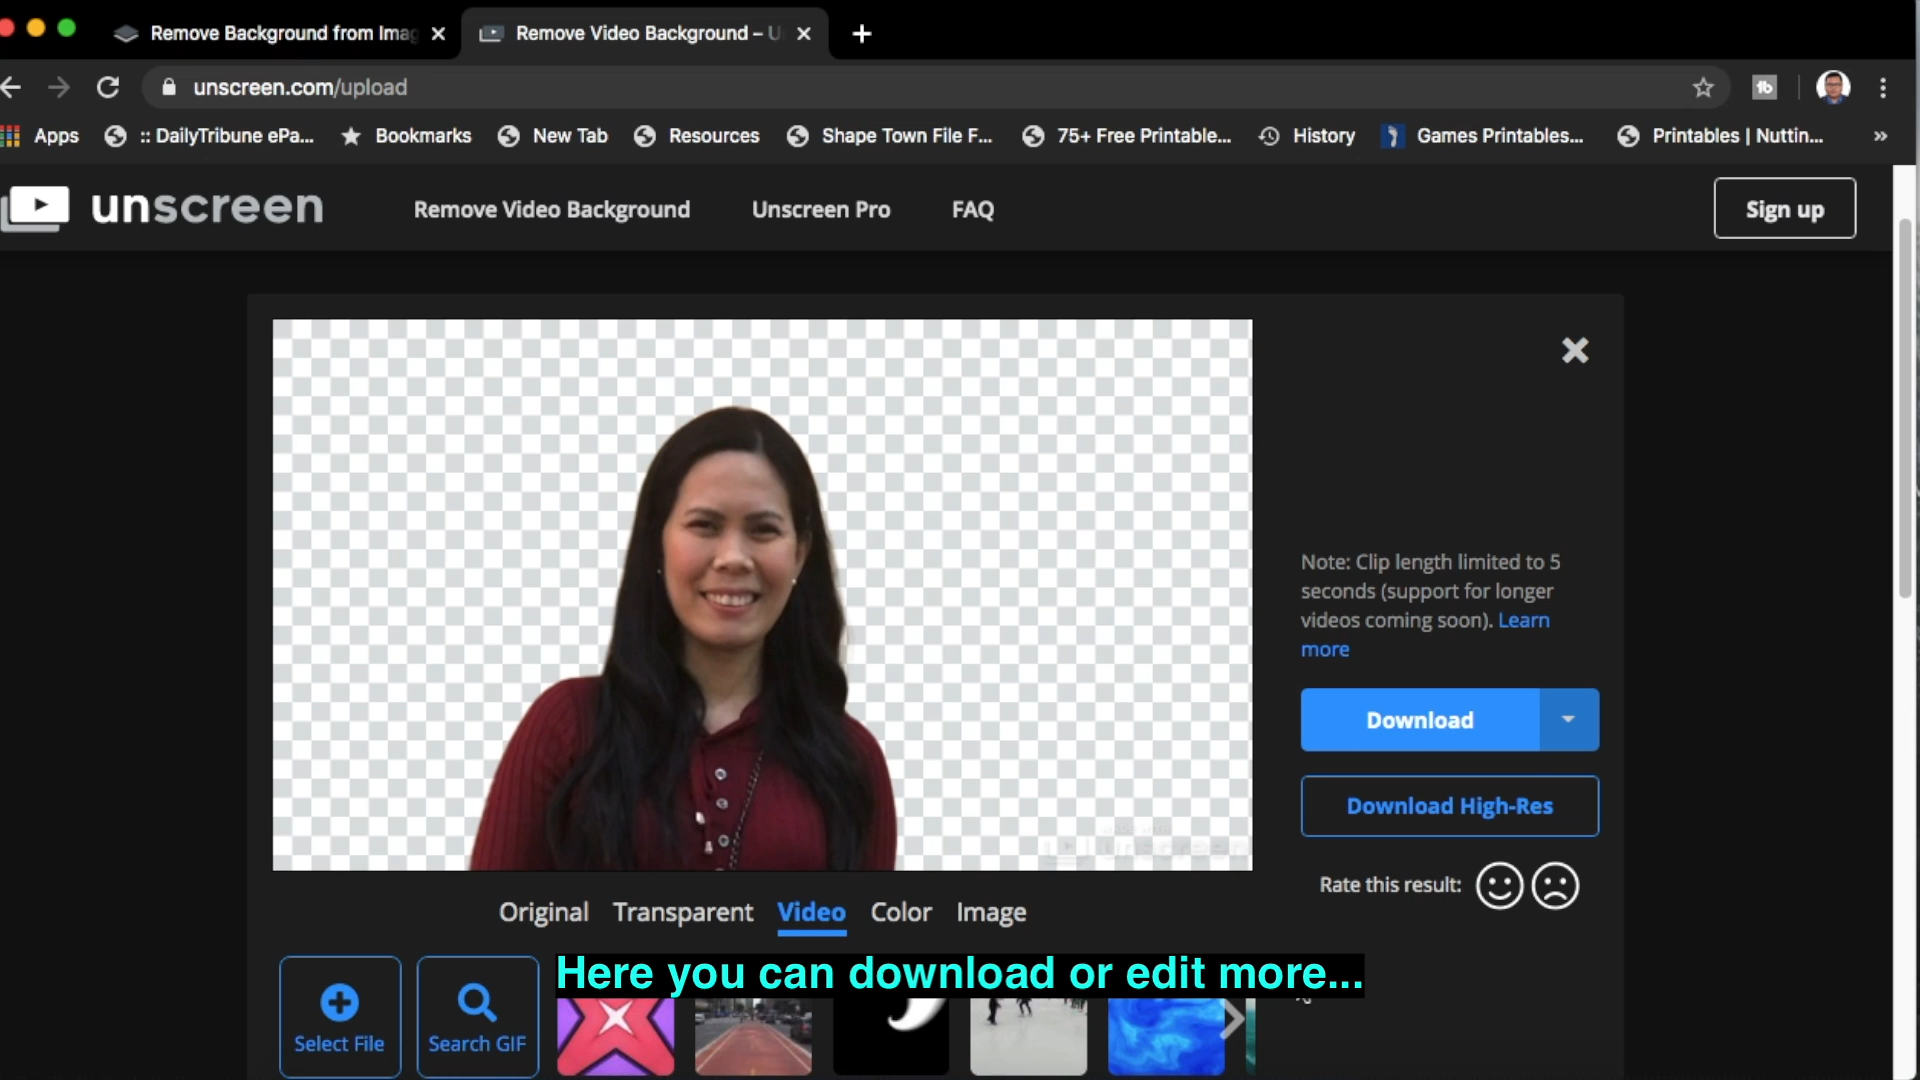 Remove Background from Imag
Remove Video Background – U
unscreen.com/upload
Apps
:: DailyTribune ePa...
Bookmarks
New Tab
Resources
Shape Town File F...
75+ Free Printable...
History
Games Printables...
Printables | Nuttin...
»
unscreen
Remove Video Background
Unscreen Pro
FAQ
Sign up
Note: Clip length limited to 5
seconds (support for longer
videos coming soon). Learn
more
Download
Download High-Res
Rate this result:
unscreen
Original
Transparent
Video
Color
Image
Here you can download or edit more...
Select File
Search GIF